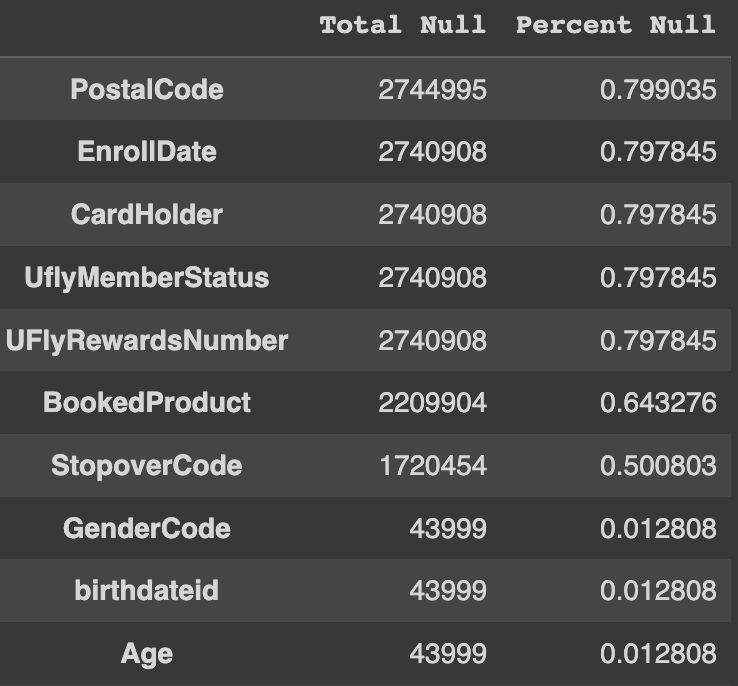 Total Null Percent Null
PostalCode 2744995 0.799035
EnrollDate 2740908 0.797845
CardHolder 2740908 0.797845
UflyMemberStatus 2740908 0.797845
UFlyRewardsNumber 2740908 0.797845
BookedProduct 2209904 0.643276
StopoverCode 1720454 0.500803
GenderCode 43999 0.012808
birthdateid 43999 0.012808
Age 43999 0.012808